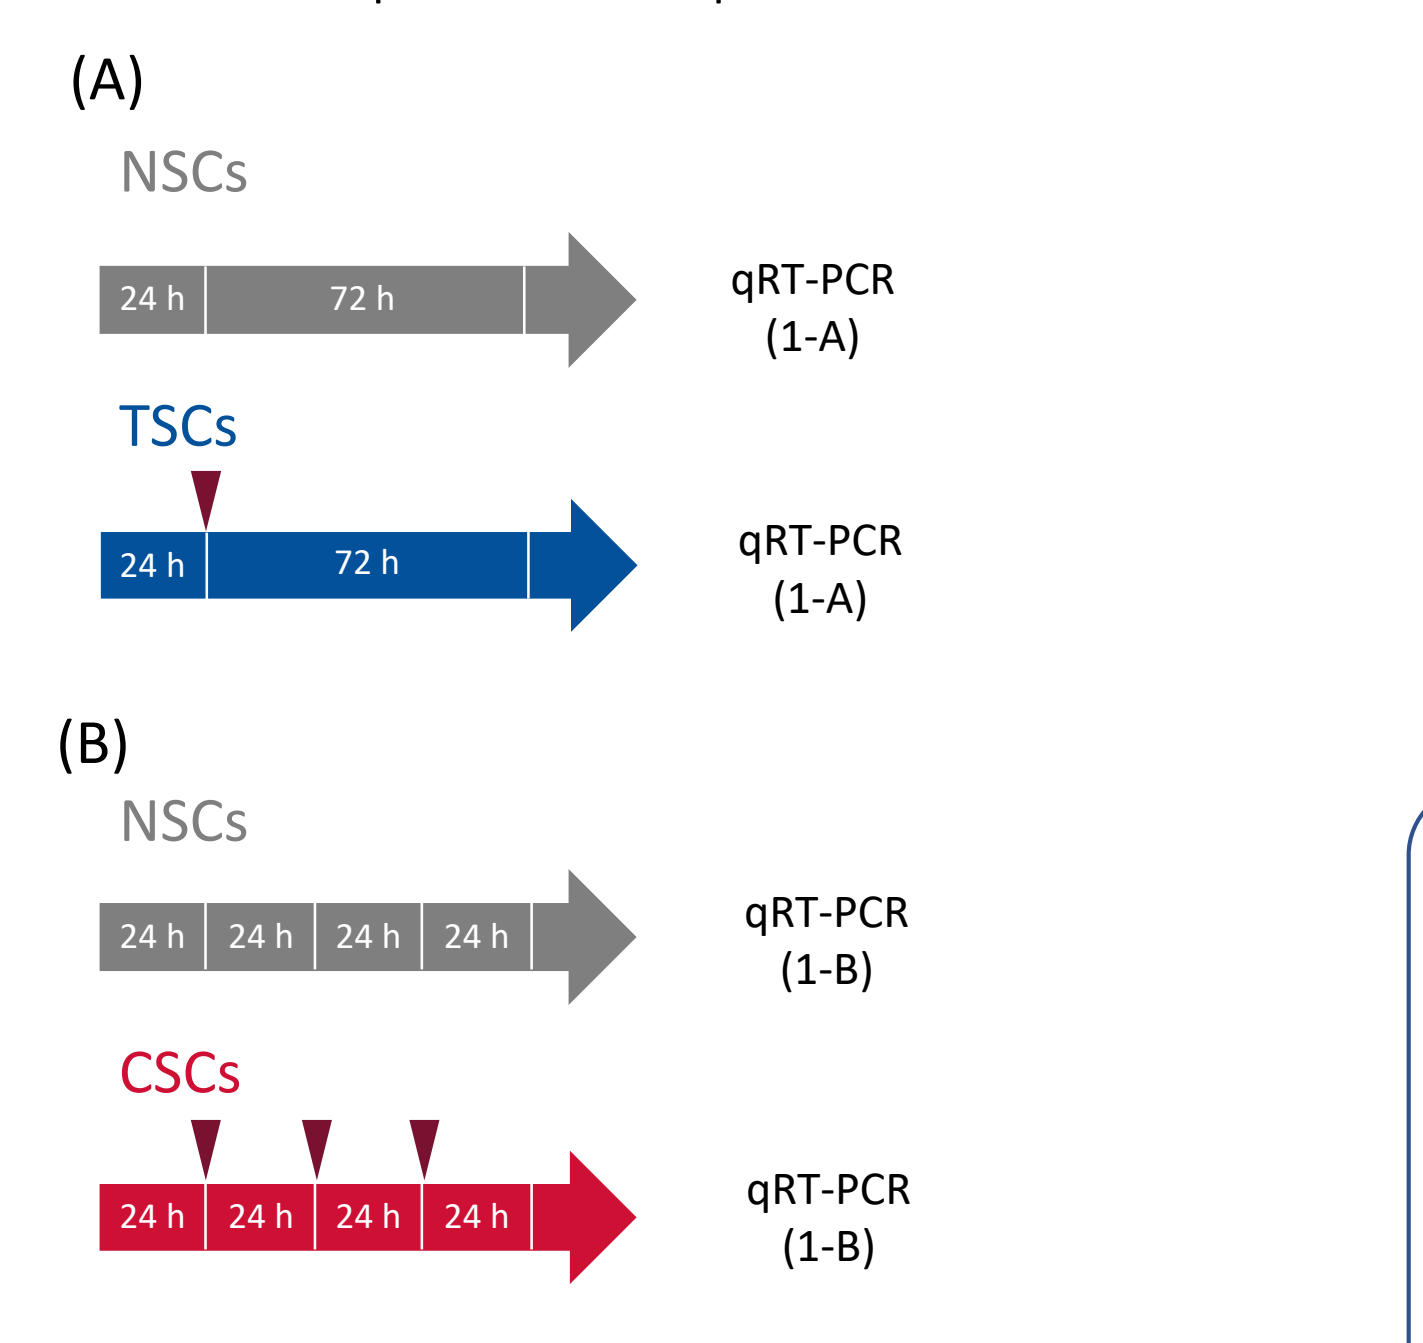 (A)
NSCs
24 h 72 h
qRT-PCR
(1-A)
TSCs
24 h 72 h
qRT-PCR
(1-A)
(B)
NSCs
24 h 24 h 24 h 24 h
qRT-PCR
(1-B)
CSCs
24 h 24 h 24 h 24 h
qRT-PCR
(1-B)